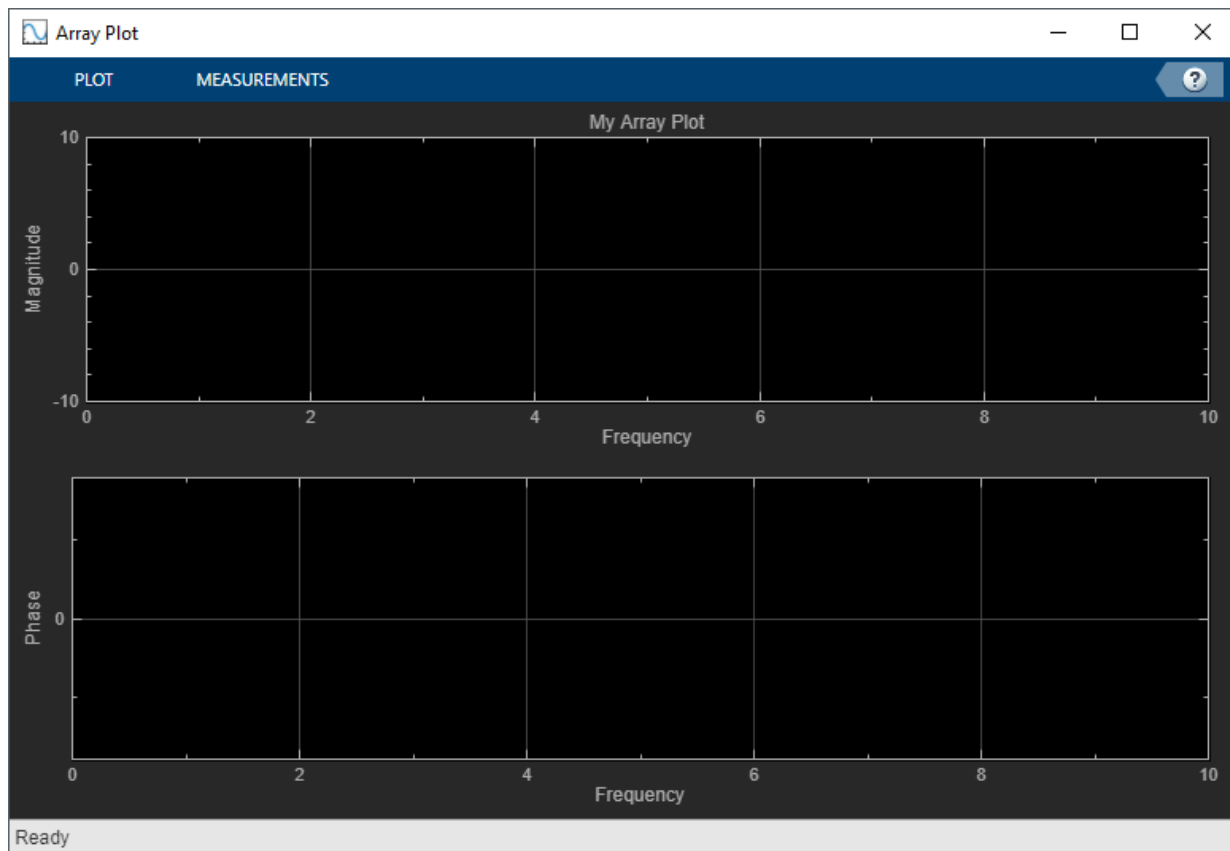 Array Plot
PLOT MEASUREMENTS ?
My Array Plot
10
0
-10
Magnitude
0 2 4 6 8 10
Frequency
0
Phase
0 2 4 6 8 10
Frequency
Ready